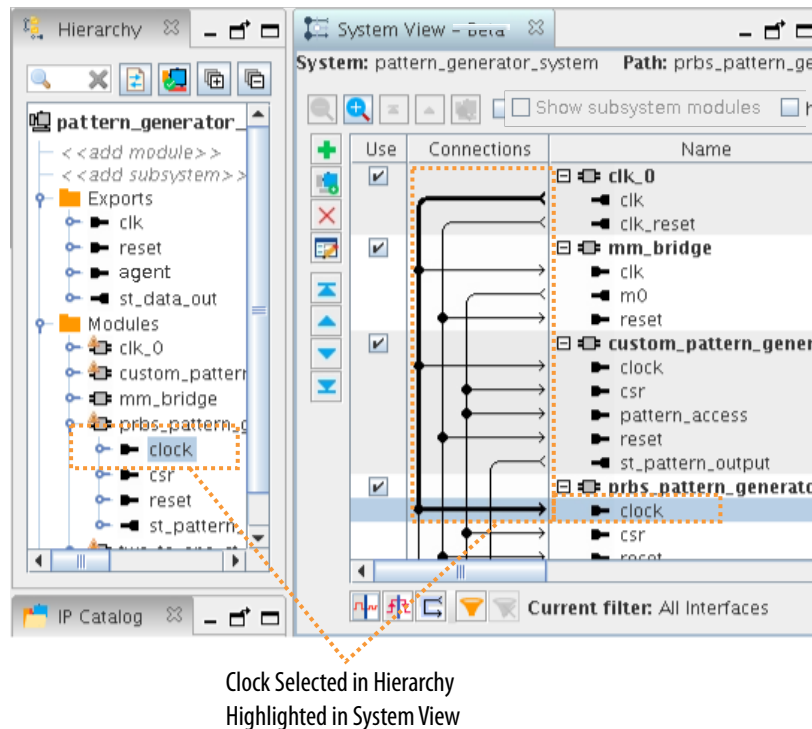 Hierarchy
pattern_generator_
<<add module>>
<<add subsystem>>
Exports
clk
reset
agent
st_data_out
Modules
clk_0
custom_pattern
mm_bridge
prbs_pattern_g
clock
csr
reset
st_pattern
IP Catalog
System View - Beta
System: pattern_generator_system Path: prbs_pattern_ge
Show subsystem modules
Use Connections Name
clk_0
clk
clk_reset
mm_bridge
clk
m0
reset
custom_pattern_gener
clock
csr
pattern_access
reset
st_pattern_output
prbs_pattern_generato
clock
csr
Current filter: All Interfaces
Clock Selected in Hierarchy
Highlighted in System View